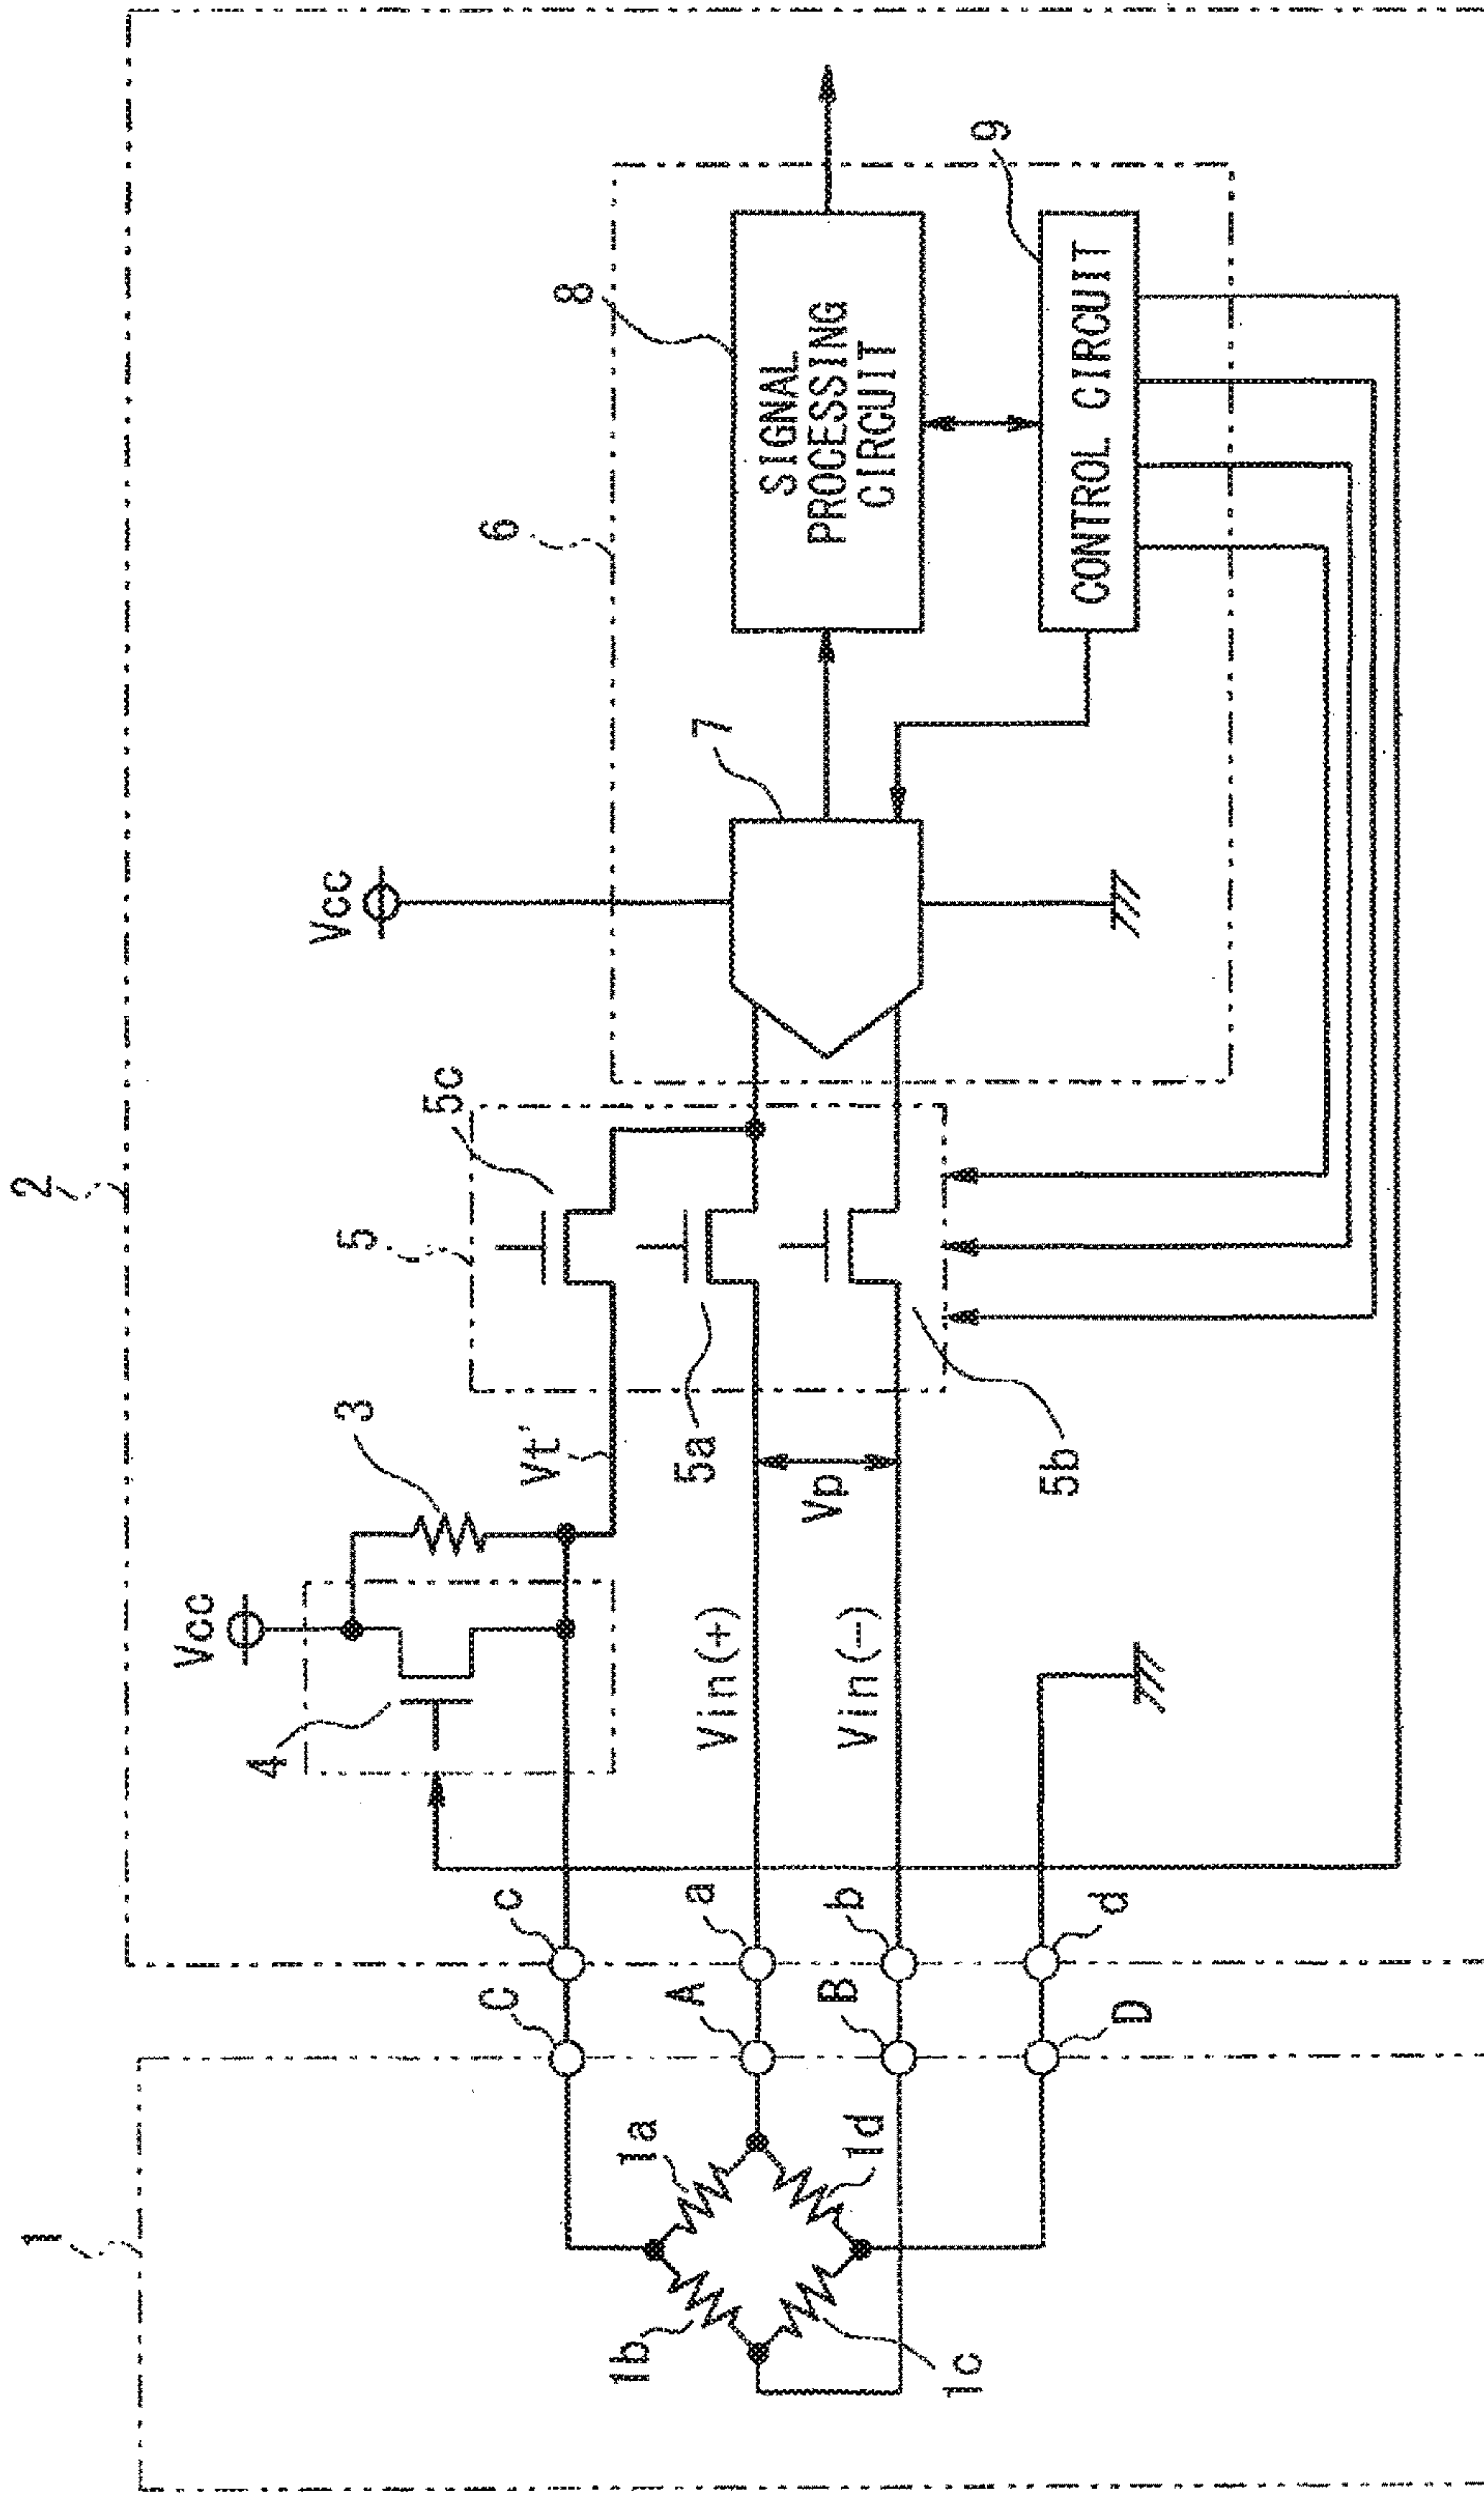 1
2
1b
1a
1c
1d
C
c
A
a
B
b
D
d
4
Vcc
3
Vt'
Vin(+)
Vin(-)
Vp
5
5c
5a
5b
Vcc
6
7
8
SIGNAL
PROCESSING
CIRCUIT
9
CONTROL CIRCUIT